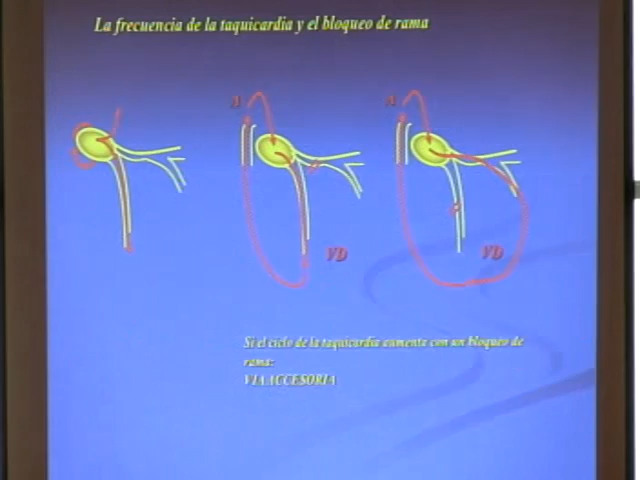 La frecuencia de la taquicardia y el bloqueo de rama
A
A
VD
VD
Si el ciclo de la taquicardia aumenta con un bloqueo de
rama:
VIA ACCESORIA